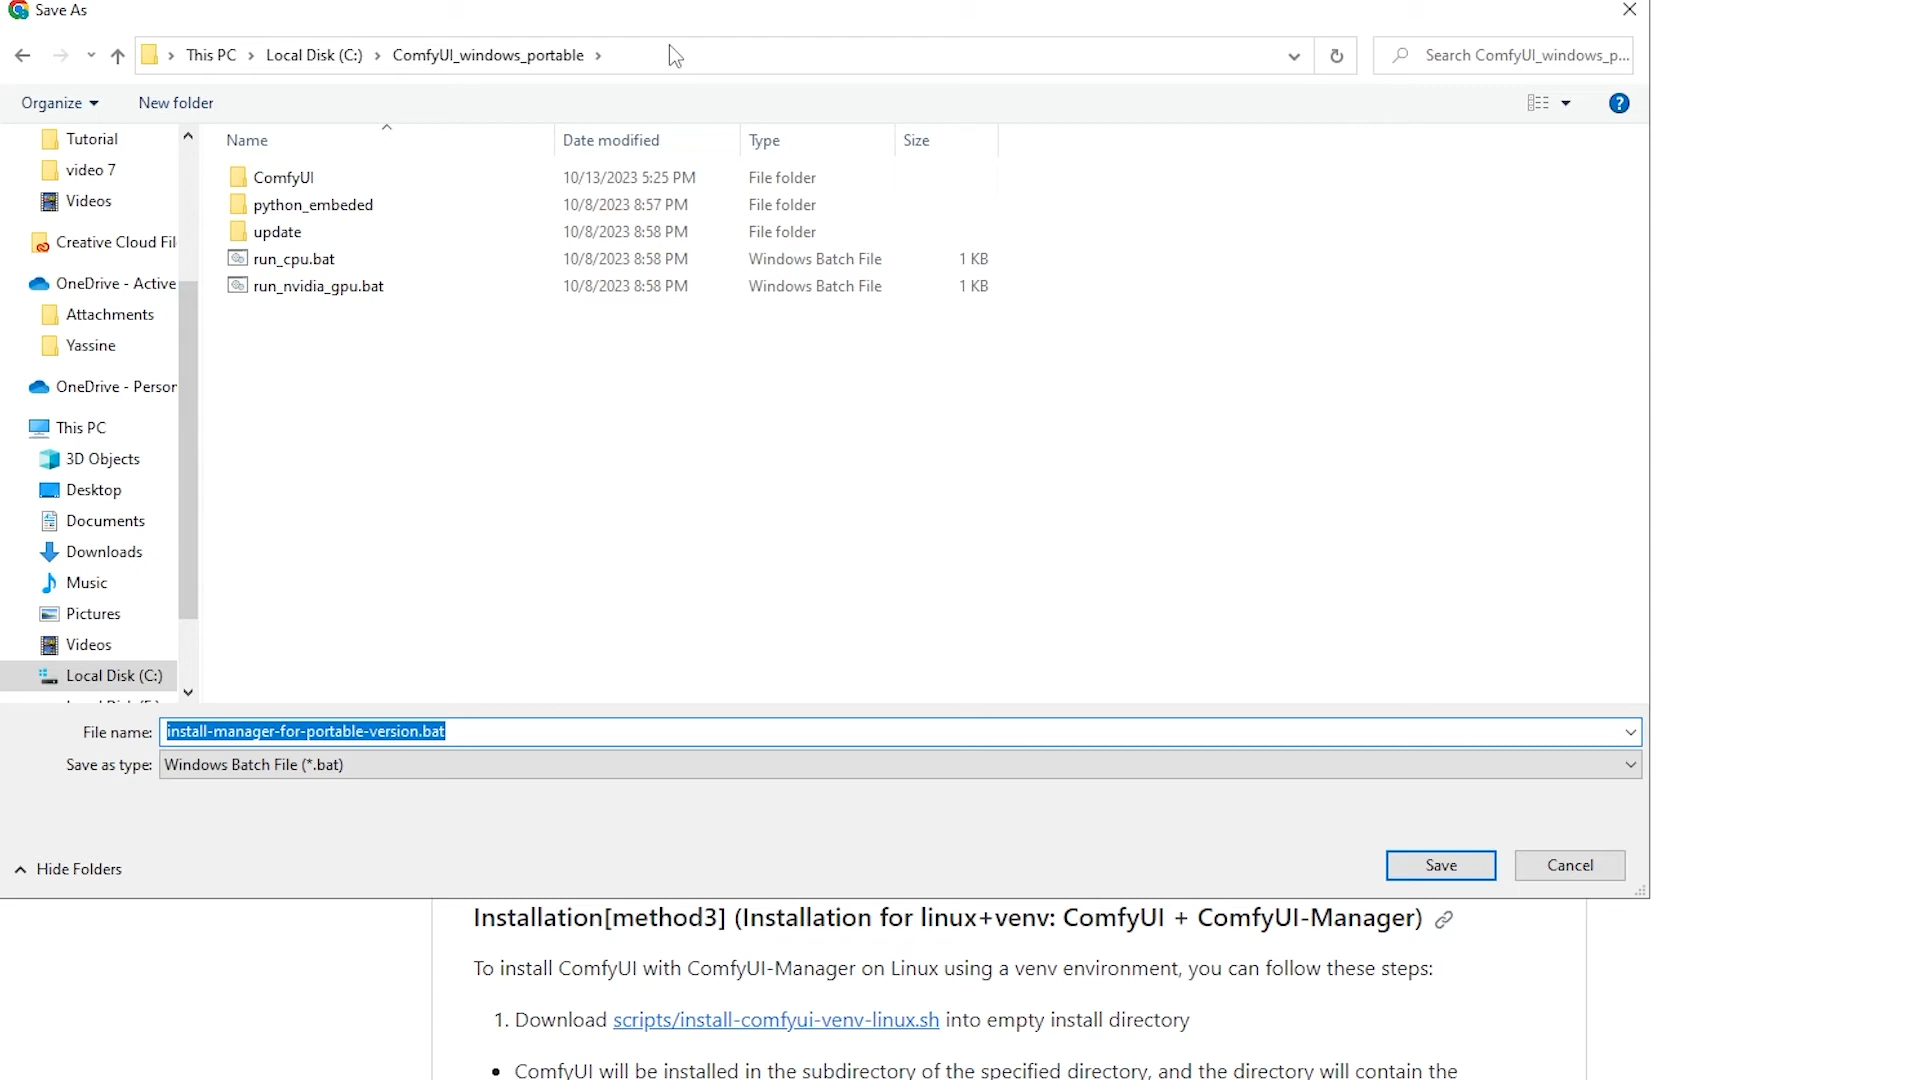 Save As
This PC
Local Disk (C:)
ComfyUI_windows_portable
Search ComfyUI_windows_p...
Organize
New folder
Name
Date modified
Type
Size
Tutorial
video 7
Videos
Creative Cloud Fil
OneDrive - Active
Attachments
Yassine
OneDrive - Person
This PC
3D Objects
Desktop
Documents
Downloads
Music
Pictures
Videos
Local Disk (C:)
ComfyUI 10/13/2023 5:25 PM File folder
python_embeded 10/8/2023 8:57 PM File folder
update 10/8/2023 8:58 PM File folder
run_cpu.bat 10/8/2023 8:58 PM Windows Batch File 1 KB
run_nvidia_gpu.bat 10/8/2023 8:58 PM Windows Batch File 1 KB
File name: install-manager-for-portable-version.bat
Save as type: Windows Batch File (*.bat)
Hide Folders
Save
Cancel
Installation[method3] (Installation for linux+venv: ComfyUI + ComfyUI-Manager)
To install ComfyUI with ComfyUI-Manager on Linux using a venv environment, you can follow these steps:
1. Download scripts/install-comfyui-venv-linux.sh into empty install directory
• ComfyUI will be installed in the subdirectory of the specified directory, and the directory will contain the